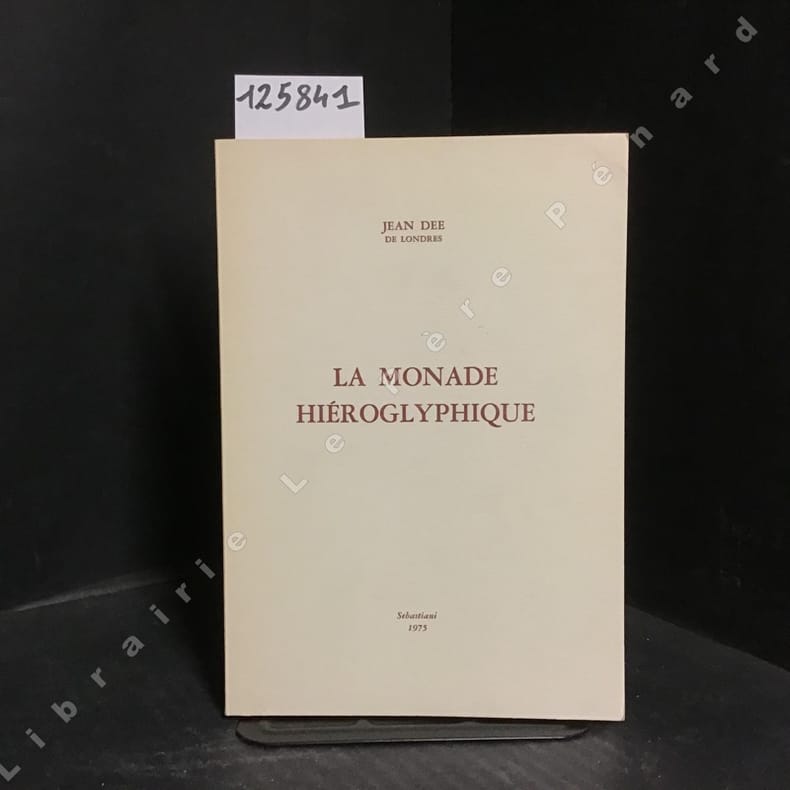 125841
JEAN DEE
DE LONDRES
LA MONADE
HIÉROGLYPHIQUE
Sebastiani
1975
Librairie Le Père Pénard